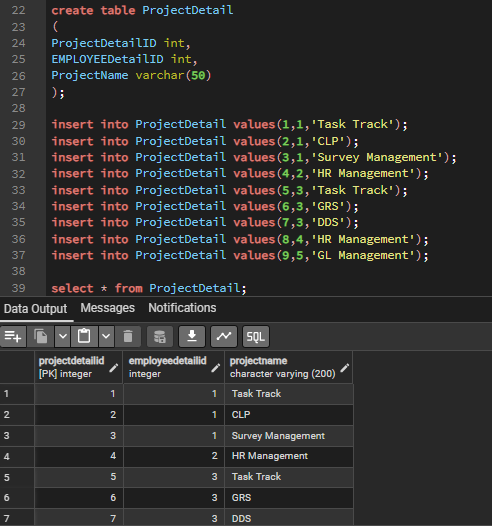 22 create table ProjectDetail
23 (
24 ProjectDetailID int,
25 EMPLOYEEDetailID int,
26 ProjectName varchar(50)
27 );
28
29 insert into ProjectDetail values(1,1,'Task Track');
30 insert into ProjectDetail values(2,1,'CLP');
31 insert into ProjectDetail values(3,1,'Survey Management');
32 insert into ProjectDetail values(4,2,'HR Management');
33 insert into ProjectDetail values(5,3,'Task Track');
34 insert into ProjectDetail values(6,3,'GRS');
35 insert into ProjectDetail values(7,3,'DDS');
36 insert into ProjectDetail values(8,4,'HR Management');
37 insert into ProjectDetail values(9,5,'GL Management');
38
39 select * from ProjectDetail;
Data Output Messages Notifications
SQL
projectdetailid employeedetailid projectname
[PK] integer integer character varying (200)
1 1 1 Task Track
2 2 1 CLP
3 3 1 Survey Management
4 4 2 HR Management
5 5 3 Task Track
6 6 3 GRS
7 7 3 DDS